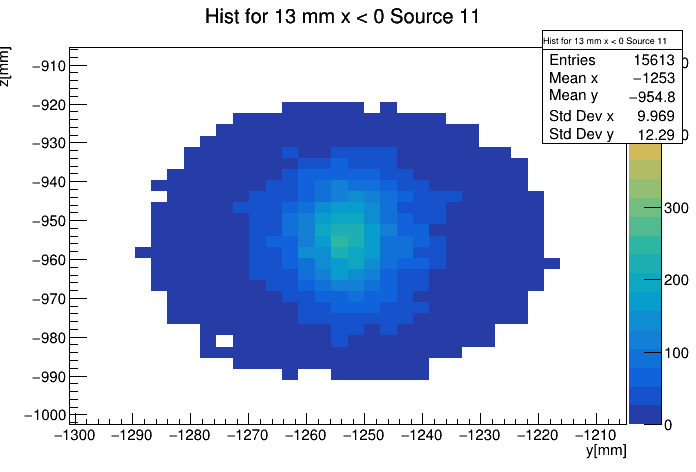 Hist for 13 mm x < 0 Source 11
z[mm]
Hist for 13 mm x < 0 Source 11
Entries 15613
Mean x −1253
Mean y −954.8
Std Dev x 9.969
Std Dev y 12.29
−910
−920
−930
−940
−950
−960
−970
−980
−990
−1000
300
200
100
0
−1300 −1290 −1280 −1270 −1260 −1250 −1240 −1230 −1220 −1210
y[mm]